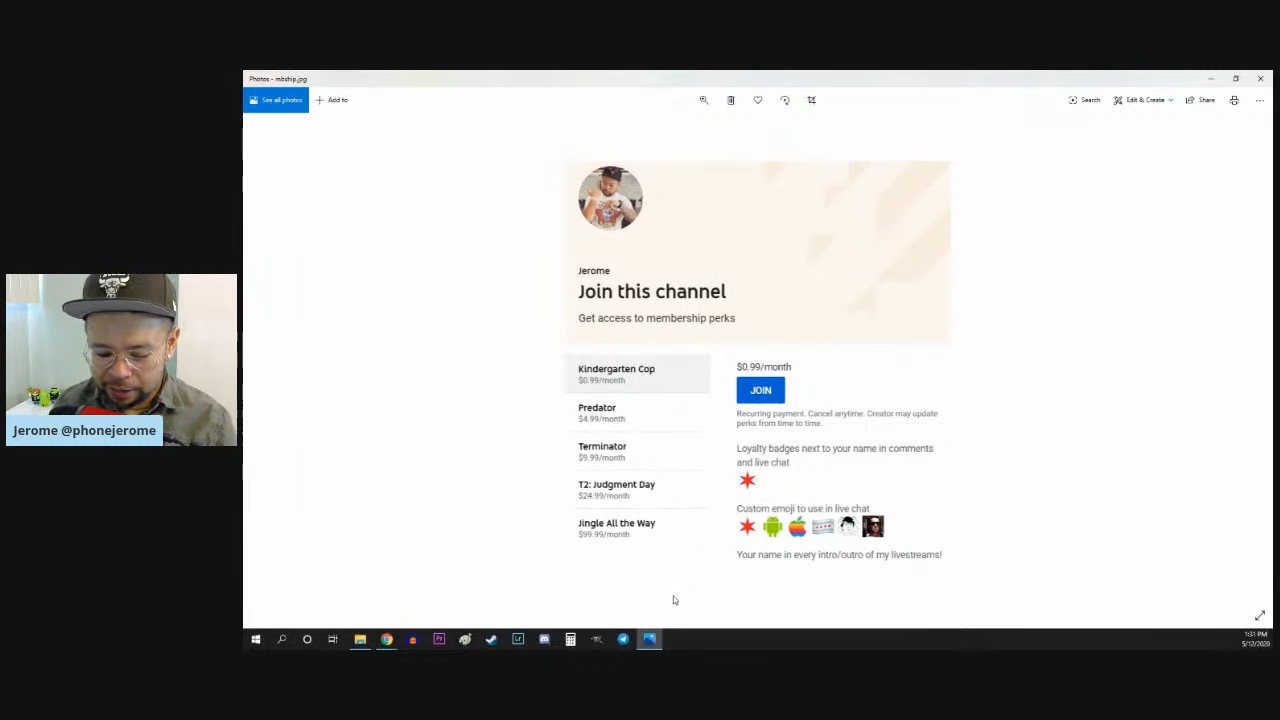 Photos - mbship.jpg
See all photos
Add to
Search
Edit & Create
Share
Jerome
Join this channel
Get access to membership perks
Kindergarten Cop
$0.99/month
Predator
$4.99/month
Terminator
$9.99/month
T2: Judgment Day
$24.99/month
Jingle All the Way
$99.99/month
$0.99/month
JOIN
Recurring payment. Cancel anytime. Creator may update
perks from time to time.
Loyalty badges next to your name in comments
and live chat
Custom emoji to use in live chat
Your name in every intro/outro of my livestreams!
Jerome @phonejerome
Pr
Lr
1:31 PM
5/12/2020